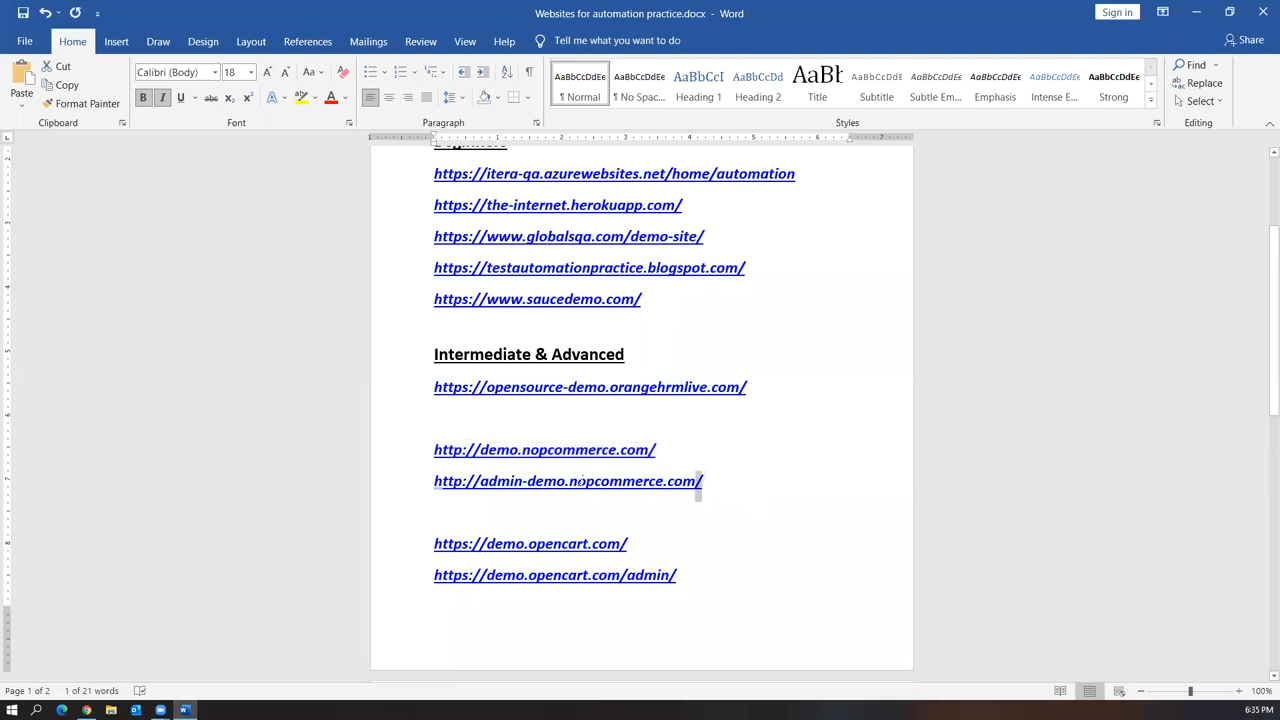 Websites for automation practice.docx - Word
Sign in
File Home Insert Draw Design Layout References Mailings Review View Help Tell me what you want to do Share
Paste
Cut
Copy
Format Painter
Clipboard
Calibri (Body) 18
Font
Paragraph
AaBbCcDdEe
¶ Normal
AaBbCcDdEe
¶ No Spac...
AaBbCcI
Heading 1
AaBbCcDd
Heading 2
AaBb
Title
AaBbCcDdEe
Subtitle
AaBbCcDdEe
Subtle Em...
AaBbCcDdEe
Emphasis
AaBbCcDdEe
Intense E...
AaBbCcDdEe
Strong
Styles
Find
Replace
Select
Editing
Beginners
https://itera-qa.azurewebsites.net/home/automation
https://the-internet.herokuapp.com/
https://www.globalsqa.com/demo-site/
https://testautomationpractice.blogspot.com/
https://www.saucedemo.com/
Intermediate & Advanced
https://opensource-demo.orangehrmlive.com/
http://demo.nopcommerce.com/
http://admin-demo.nopcommerce.com/
https://demo.opencart.com/
https://demo.opencart.com/admin/
Page 1 of 2 1 of 21 words 100%
6:35 PM